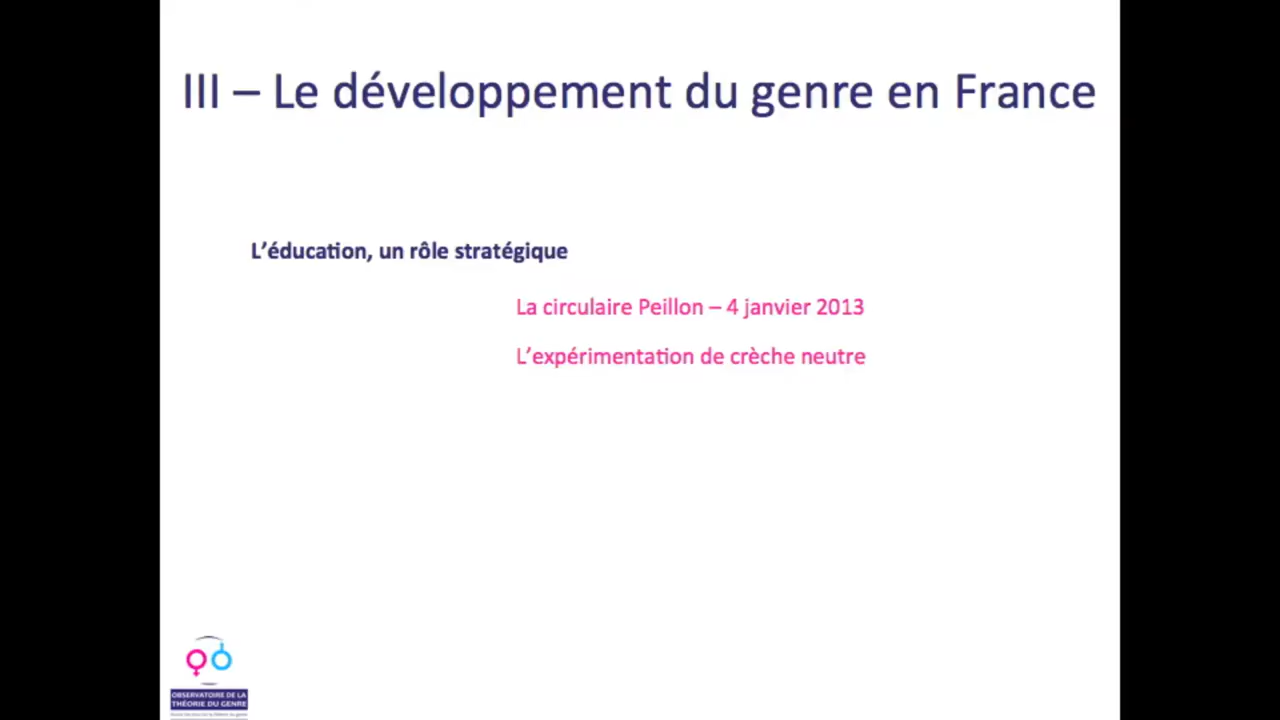 III – Le développement du genre en France
L’éducation, un rôle stratégique
La circulaire Peillon – 4 janvier 2013
L’expérimentation de crèche neutre
OBSERVATOIRE DE LA
THÉORIE DU GENRE